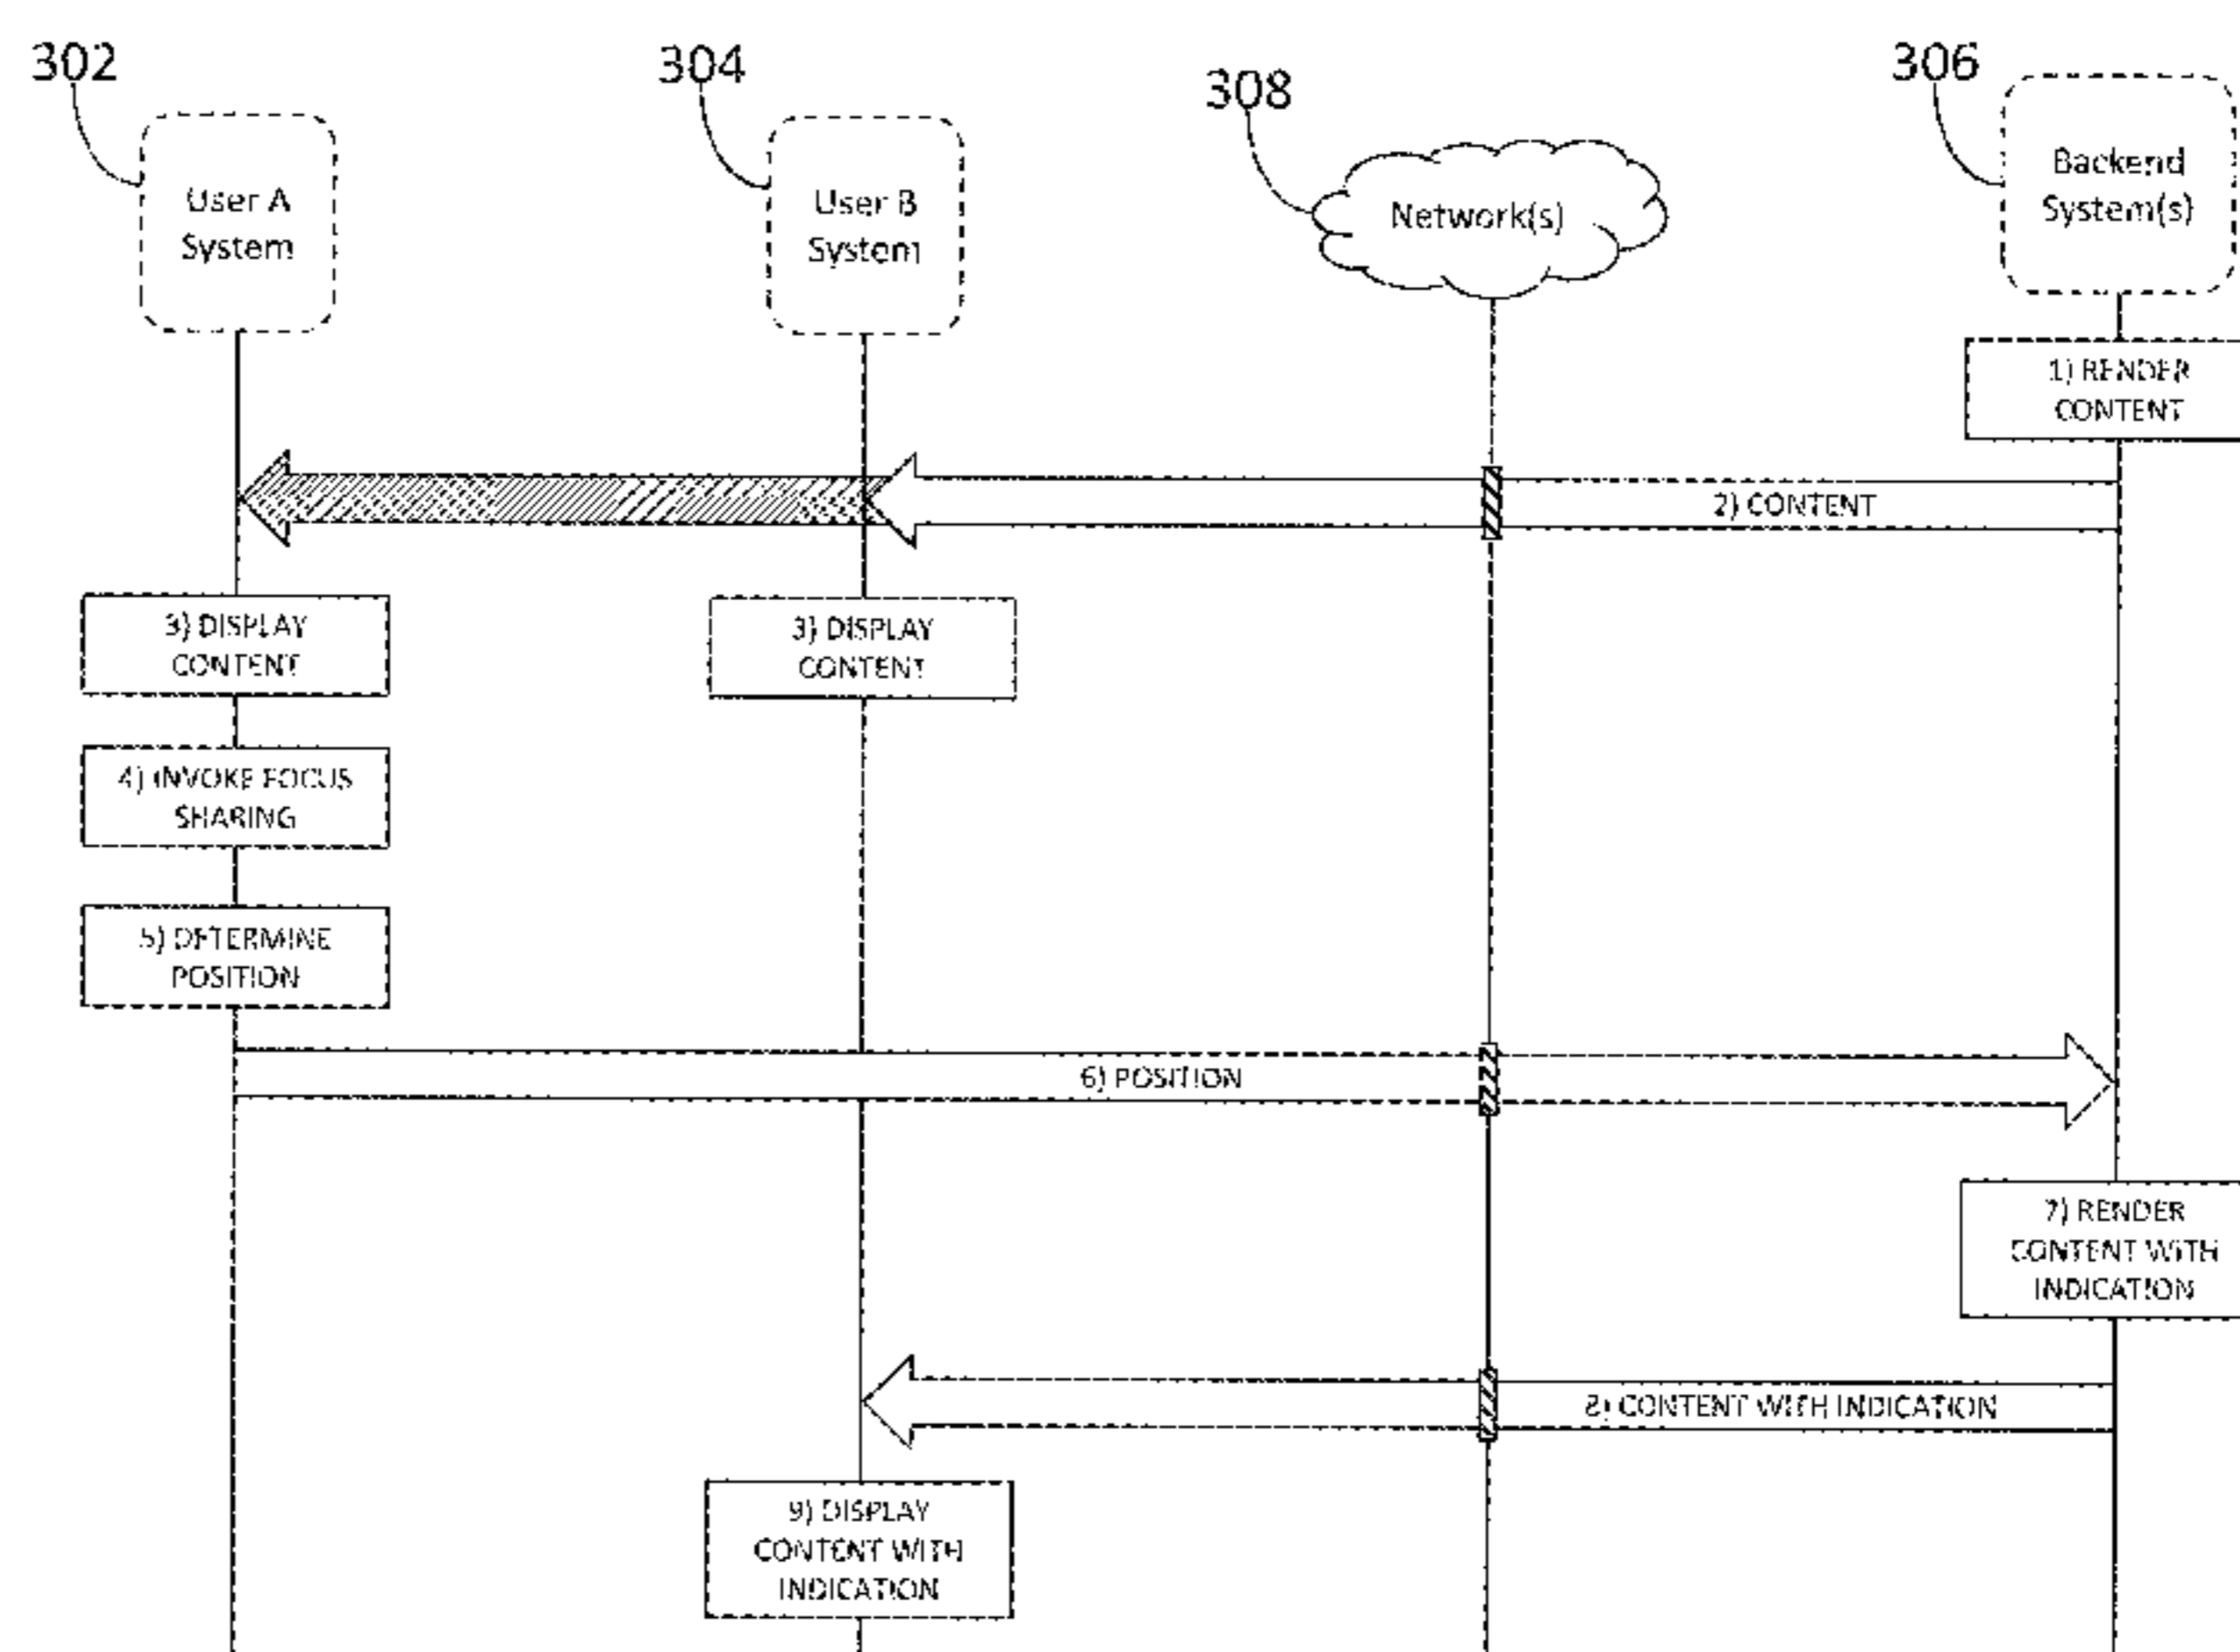 302
304
308
306
User A
System
User B
System
Network(s)
Backend
System(s)
1) RENDER
CONTENT
2) CONTENT
3) DISPLAY
CONTENT
3) DISPLAY
CONTENT
4) INVOKE FOCUS
SHARING
5) DETERMINE
POSITION
6) POSITION
7) RENDER
CONTENT WITH
INDICATION
8) CONTENT WITH INDICATION
9) DISPLAY
CONTENT WITH
INDICATION